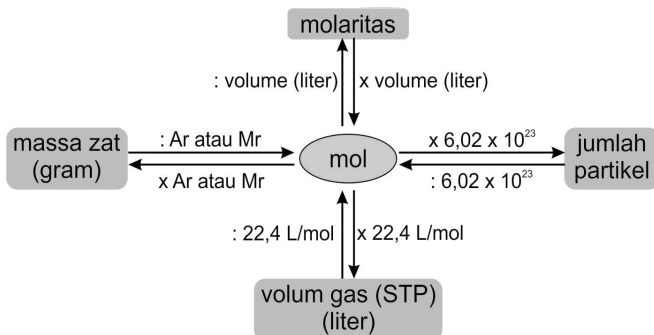 molaritas
: volume (liter)
x volume (liter)
massa zat
(gram)
: Ar atau Mr
x Ar atau Mr
mol
x 6,02 x 10²³
: 6,02 x 10²³
jumlah
partikel
: 22,4 L/mol
x 22,4 L/mol
volum gas (STP)
(liter)